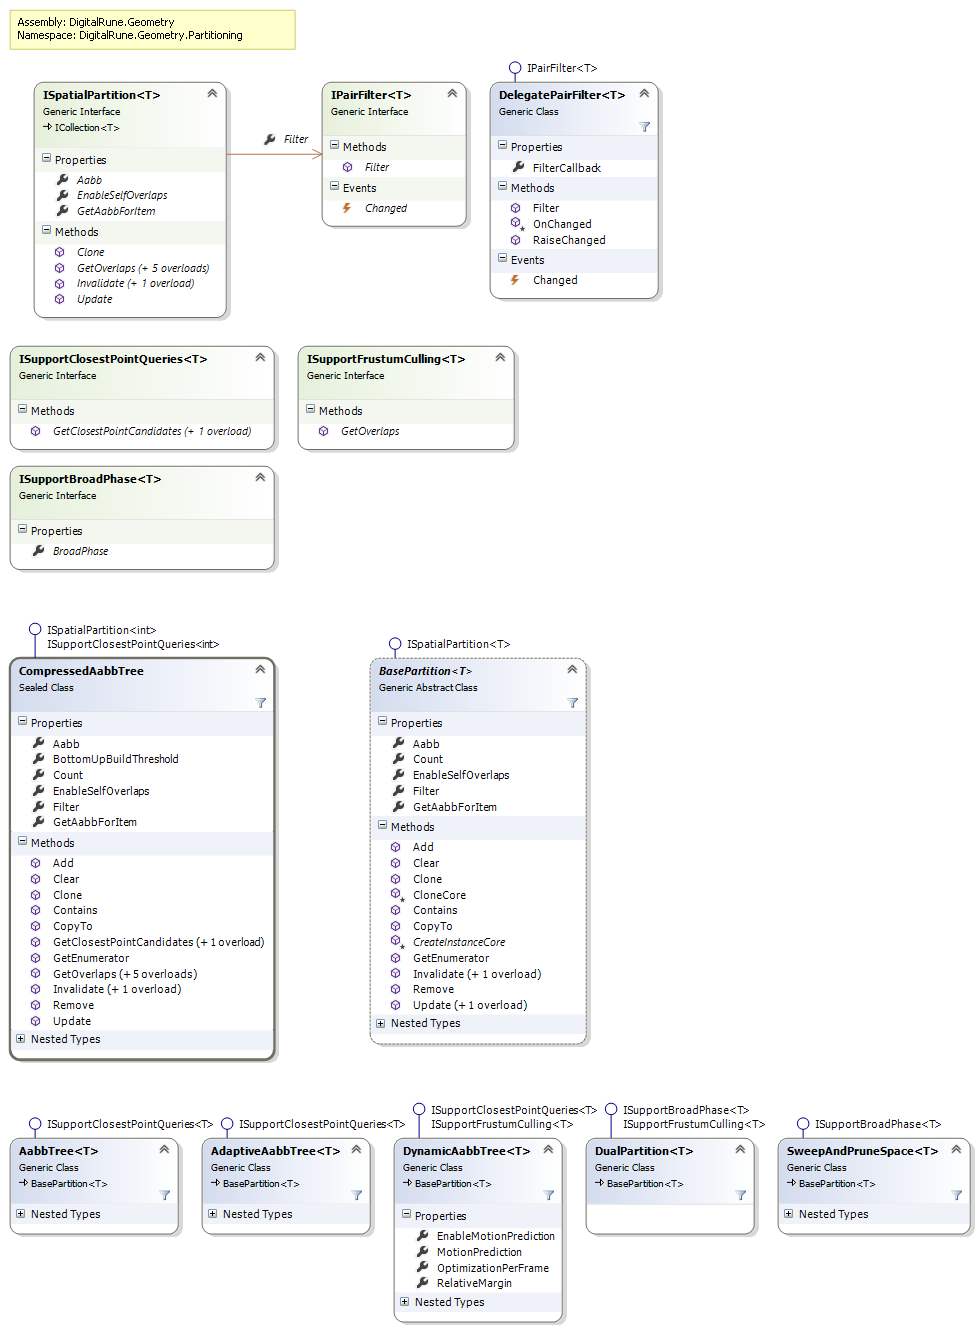 Assembly: DigitalRune.Geometry
Namespace: DigitalRune.Geometry.Partitioning
ISpatialPartition<T>
Generic Interface
ICollection<T>
Properties
Aabb
EnableSelfOverlaps
GetAabbForItem
Methods
Clone
GetOverlaps (+ 5 overloads)
Invalidate (+ 1 overload)
Update
Filter
IPairFilter<T>
Generic Interface
Methods
Filter
Events
Changed
IPairFilter<T>
DelegatePairFilter<T>
Generic Class
Properties
FilterCallback
Methods
Filter
OnChanged
RaiseChanged
Events
Changed
ISupportClosestPointQueries<T>
Generic Interface
Methods
GetClosestPointCandidates (+ 1 overload)
ISupportFrustumCulling<T>
Generic Interface
Methods
GetOverlaps
ISupportBroadPhase<T>
Generic Interface
Properties
BroadPhase
ISpatialPartition<int>
ISupportClosestPointQueries<int>
CompressedAabbTree
Sealed Class
Properties
Aabb
BottomUpBuildThreshold
Count
EnableSelfOverlaps
Filter
GetAabbForItem
Methods
Add
Clear
Clone
Contains
CopyTo
GetClosestPointCandidates (+ 1 overload)
GetEnumerator
GetOverlaps (+ 5 overloads)
Invalidate (+ 1 overload)
Remove
Update
Nested Types
ISpatialPartition<T>
BasePartition<T>
Generic Abstract Class
Properties
Aabb
Count
EnableSelfOverlaps
Filter
GetAabbForItem
Methods
Add
Clear
Clone
CloneCore
Contains
CopyTo
CreateInstanceCore
GetEnumerator
Invalidate (+ 1 overload)
Remove
Update (+ 1 overload)
Nested Types
ISupportClosestPointQueries<T>
AabbTree<T>
Generic Class
BasePartition<T>
Nested Types
ISupportClosestPointQueries<T>
AdaptiveAabbTree<T>
Generic Class
BasePartition<T>
Nested Types
ISupportClosestPointQueries<T>
ISupportFrustumCulling<T>
DynamicAabbTree<T>
Generic Class
BasePartition<T>
Properties
EnableMotionPrediction
MotionPrediction
OptimizationPerFrame
RelativeMargin
Nested Types
ISupportBroadPhase<T>
ISupportFrustumCulling<T>
DualPartition<T>
Generic Class
BasePartition<T>
ISupportBroadPhase<T>
SweepAndPruneSpace<T>
Generic Class
BasePartition<T>
Nested Types